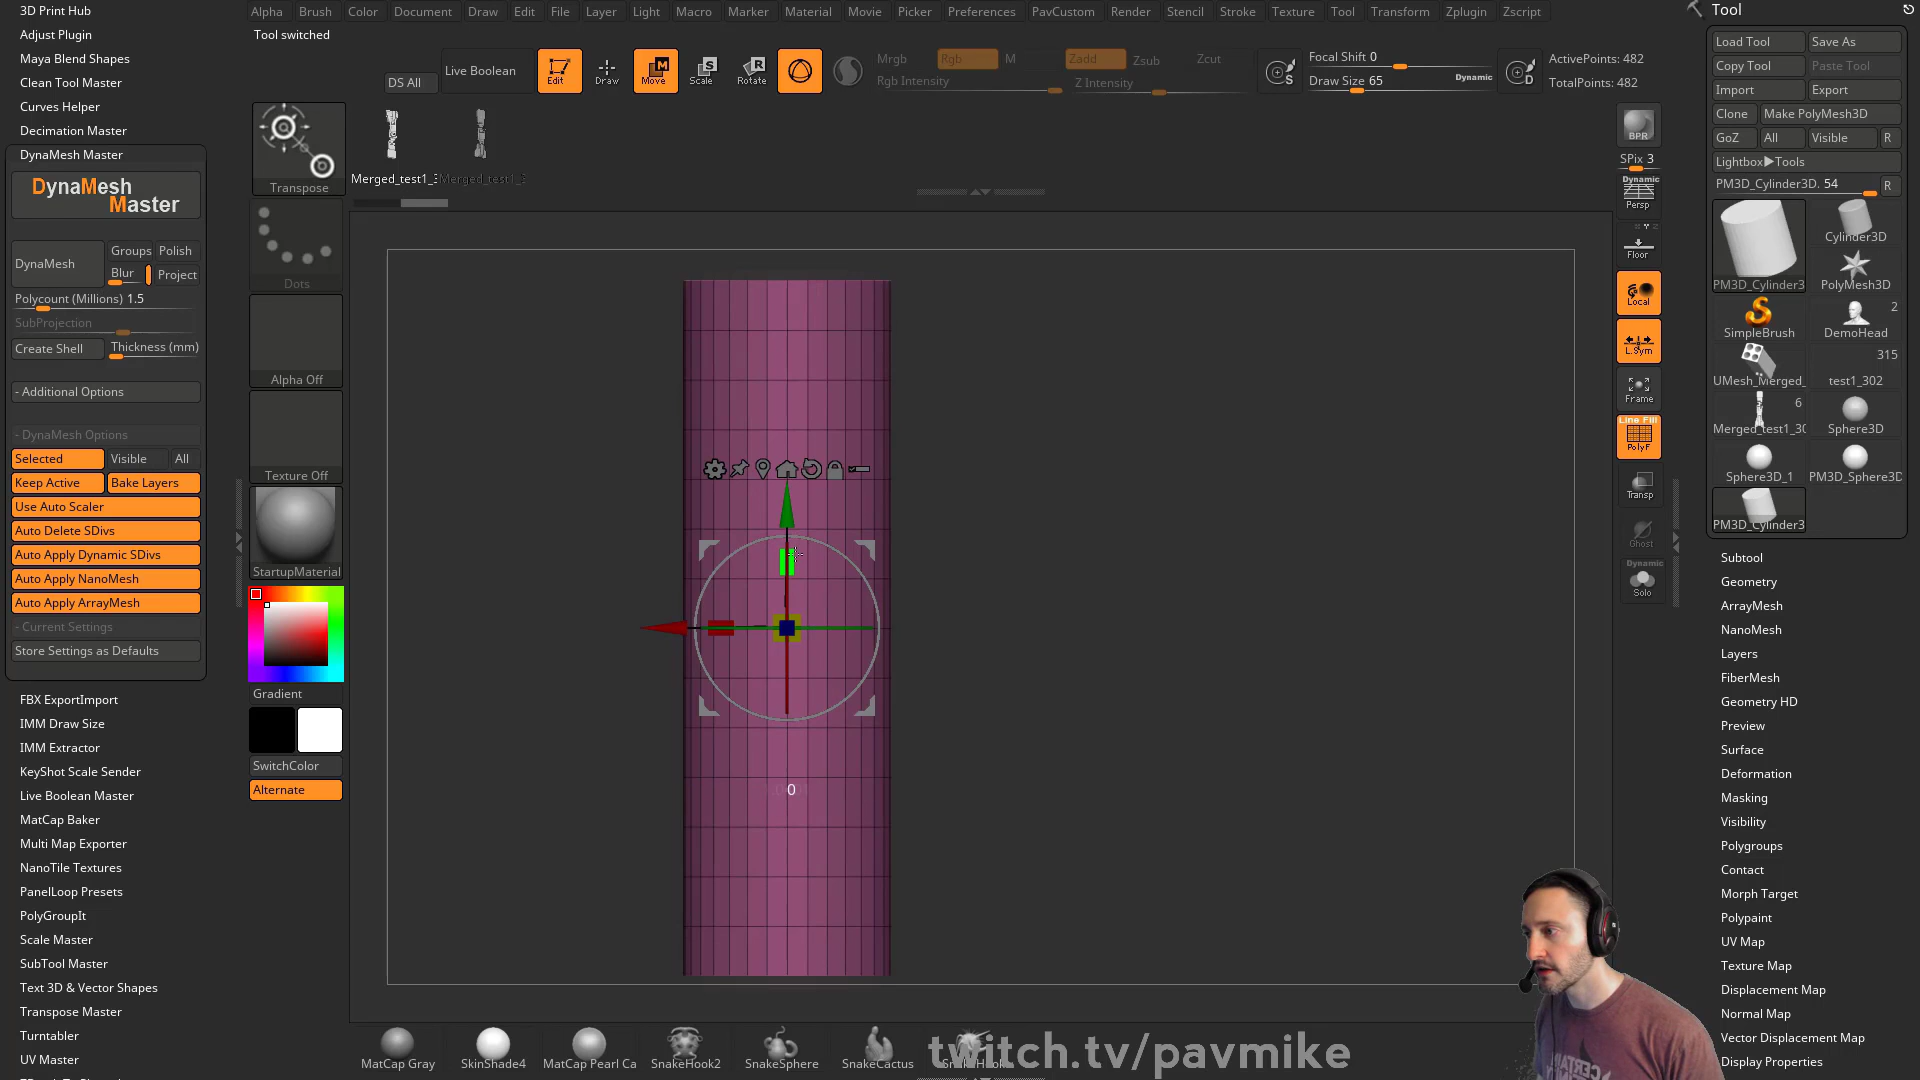 3D Print Hub
Adjust Plugin
Maya Blend Shapes
Clean Tool Master
Curves Helper
Decimation Master
DynaMesh Master
DynaMesh
Master
DynaMesh
Groups Polish
Blur Project
Polycount (Millions) 1.5
SubProjection
Create Shell Thickness (mm)
- Additional Options
- DynaMesh Options
Selected Visible All
Keep Active Bake Layers
Use Auto Scaler
Auto Delete SDivs
Auto Apply Dynamic SDivs
Auto Apply NanoMesh
Auto Apply ArrayMesh
- Current Settings
Store Settings as Defaults
FBX ExportImport
IMM Draw Size
IMM Extractor
KeyShot Scale Sender
Live Boolean Master
MatCap Baker
Multi Map Exporter
NanoTile Textures
PanelLoop Presets
PolyGroupIt
Scale Master
SubTool Master
Text 3D & Vector Shapes
Transpose Master
Turntabler
UV Master
Alpha Brush Color Document Draw Edit File Layer Light Macro Marker Material Movie Picker Preferences PavCustom Render Stencil Stroke Texture Tool Transform Zplugin Zscript
Tool switched
DS All
Live Boolean
Edit
Draw
Move
Scale
Rotate
Mrgb Rgb M
Rgb Intensity
Zadd Zsub Zcut
Z Intensity
S
Focal Shift 0
Draw Size 65
Dynamic
D
ActivePoints: 482
TotalPoints: 482
Transpose
Dots
Alpha Off
Texture Off
StartupMaterial
Gradient
SwitchColor
Alternate
Merged_test1_3
Merged_test1_3
0
BPR
SPix 3
Dynamic
Persp
Floor
Local
L.Sym
Frame
Line Fill
PolyF
Transp
Ghost
Dynamic
Solo
Tool
Load Tool Save As
Copy Tool Paste Tool
Import Export
Clone Make PolyMesh3D
GoZ All Visible R
Lightbox▶Tools
PM3D_Cylinder3D. 54 R
PM3D_Cylinder3
Cylinder3D
PolyMesh3D
SimpleBrush
2
DemoHead
UMesh_Merged_
315
test1_302
6
Merged_test1_30
Sphere3D
Sphere3D_1
PM3D_Sphere3D
PM3D_Cylinder3
Subtool
Geometry
ArrayMesh
NanoMesh
Layers
FiberMesh
Geometry HD
Preview
Surface
Deformation
Masking
Visibility
Polygroups
Contact
Morph Target
Polypaint
UV Map
Texture Map
Displacement Map
Normal Map
Vector Displacement Map
Display Properties
MatCap Gray
SkinShade4
MatCap Pearl Ca
SnakeHook2
SnakeSphere
SnakeCactus
twitch.tv/pavmike